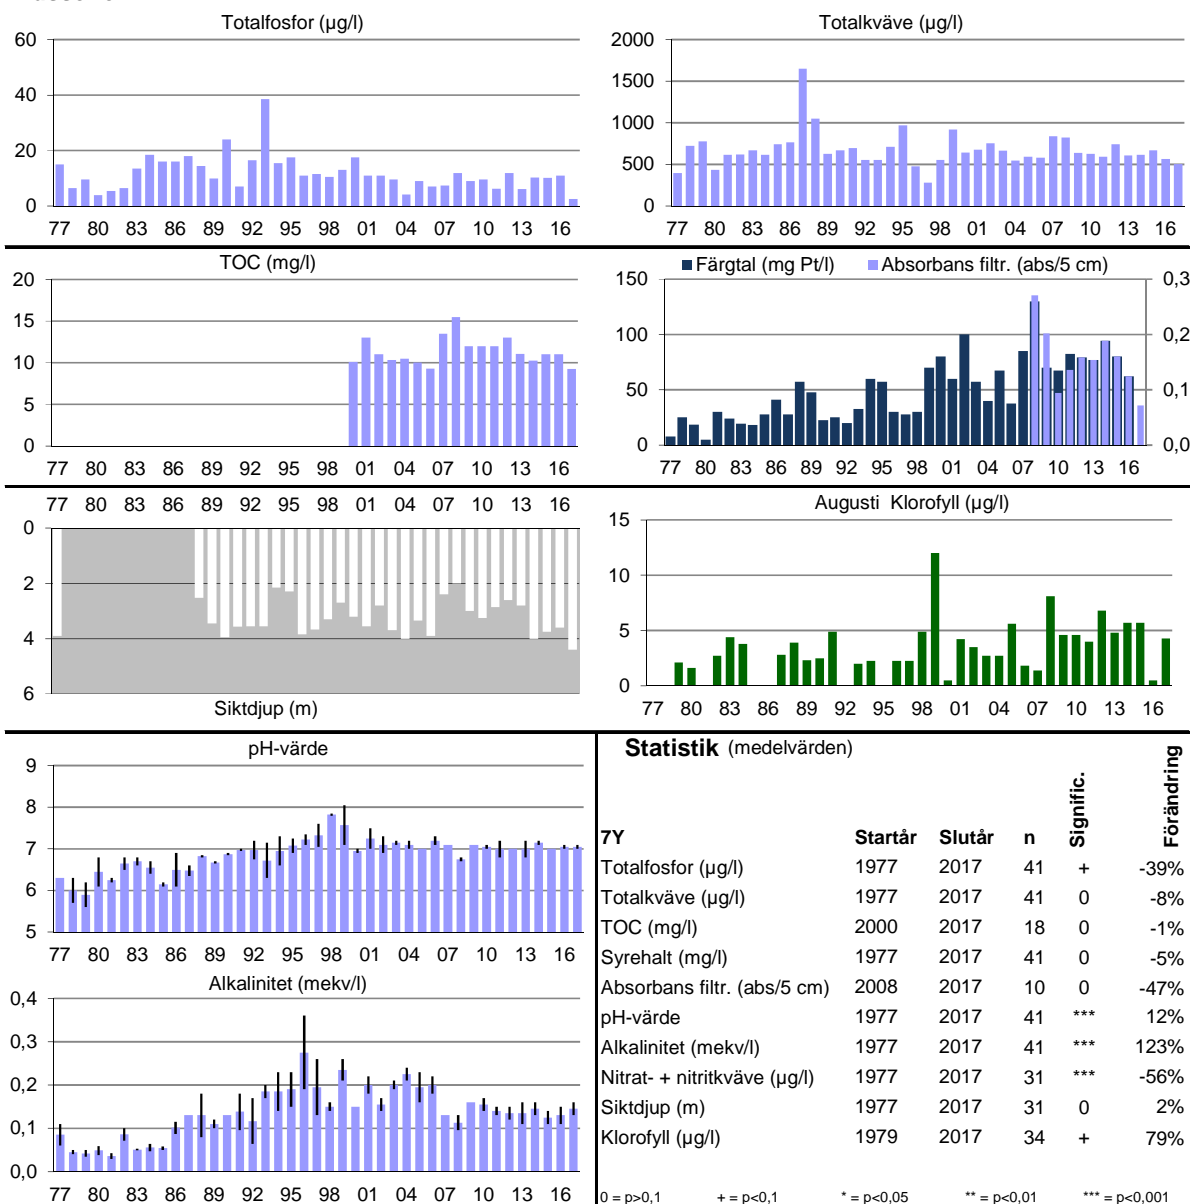 Totalfosfor (µg/l)
60
40
20
0
77 80 83 86 89 92 95 98 01 04 07 10 13 16
Totalkväve (µg/l)
2000
1500
1000
500
0
77 80 83 86 89 92 95 98 01 04 07 10 13 16
TOC (mg/l)
20
15
10
5
0
77 80 83 86 89 92 95 98 01 04 07 10 13 16
Färgtal (mg Pt/l) Absorbans filtr. (abs/5 cm)
150 0,3
100 0,2
50 0,1
0 0,0
77 80 83 86 89 92 95 98 01 04 07 10 13 16
77 80 83 86 89 92 95 98 01 04 07 10 13 16
0
2
4
6
Siktdjup (m)
Augusti Klorofyll (µg/l)
15
10
5
0
77 80 83 86 89 92 95 98 01 04 07 10 13 16
pH-värde
9
8
7
6
5
77 80 83 86 89 92 95 98 01 04 07 10 13 16
Alkalinitet (mekv/l)
0,4
0,3
0,2
0,1
0,0
77 80 83 86 89 92 95 98 01 04 07 10 13 16
Statistik (medelvärden)
7Y Startår Slutår n Signific. Förändring
Totalfosfor (µg/l) 1977 2017 41 + -39%
Totalkväve (µg/l) 1977 2017 41 0 -8%
TOC (mg/l) 2000 2017 18 0 -1%
Syrehalt (mg/l) 1977 2017 41 0 -5%
Absorbans filtr. (abs/5 cm) 2008 2017 10 0 -47%
pH-värde 1977 2017 41 *** 12%
Alkalinitet (mekv/l) 1977 2017 41 *** 123%
Nitrat- + nitritkväve (µg/l) 1977 2017 31 *** -56%
Siktdjup (m) 1977 2017 31 0 2%
Klorofyll (µg/l) 1979 2017 34 + 79%
0 = p>0,1 + = p<0,1 * = p<0,05 ** = p<0,01 *** = p<0,001